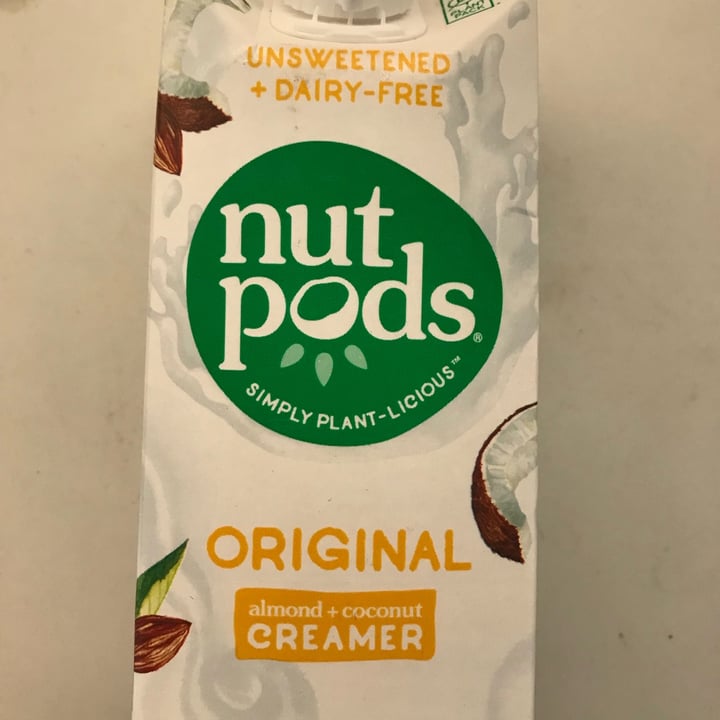 UNSWEETENED
+ DAIRY-FREE
nut
pods®
SIMPLY PLANT-LICIOUS™
ORIGINAL
almond + coconut
CREAMER